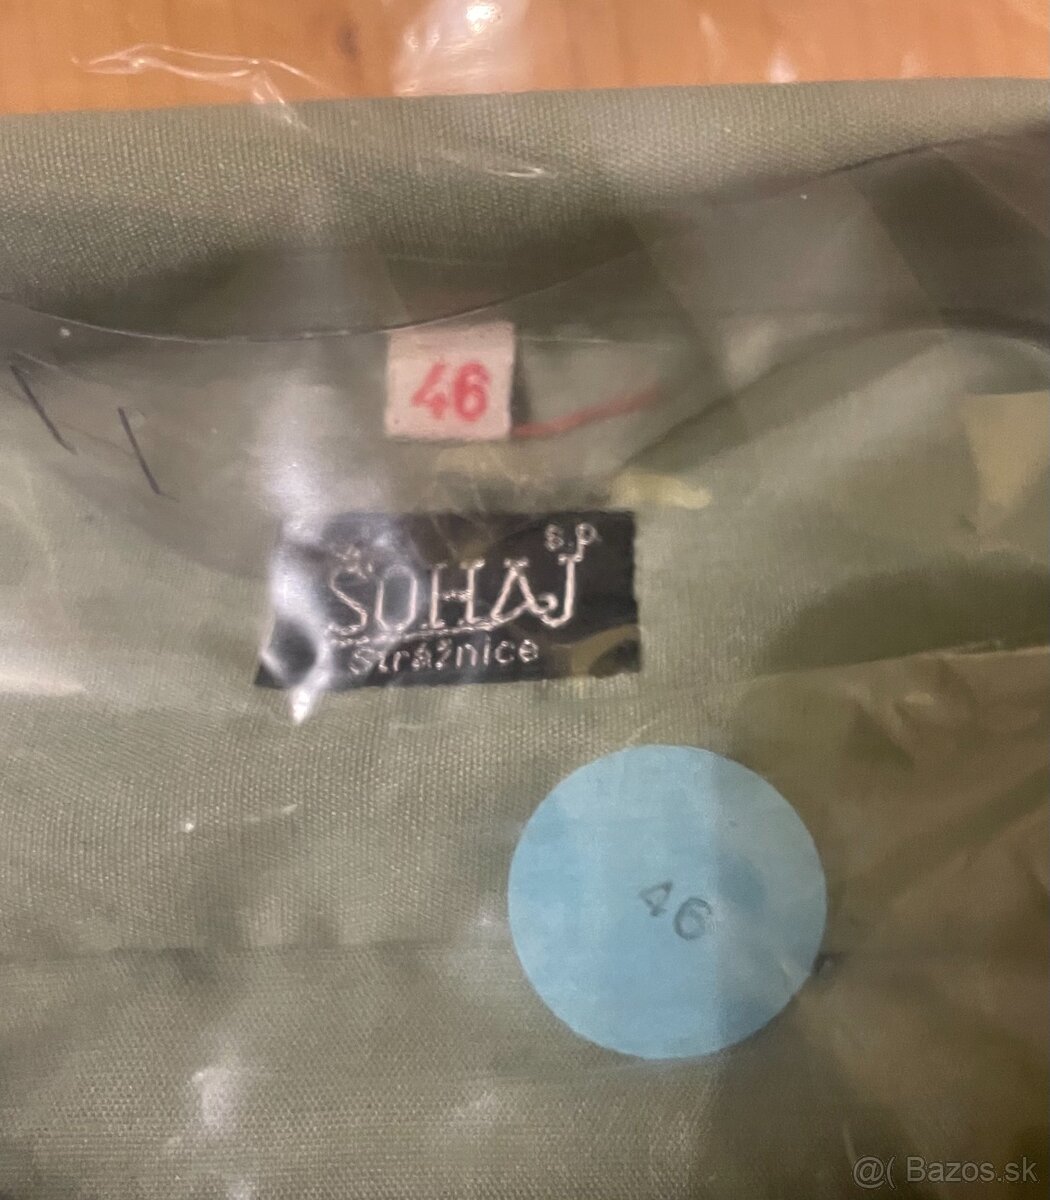 46
s.p.
ŠOHAJ
Strážnice
46
@( Bazos.sk